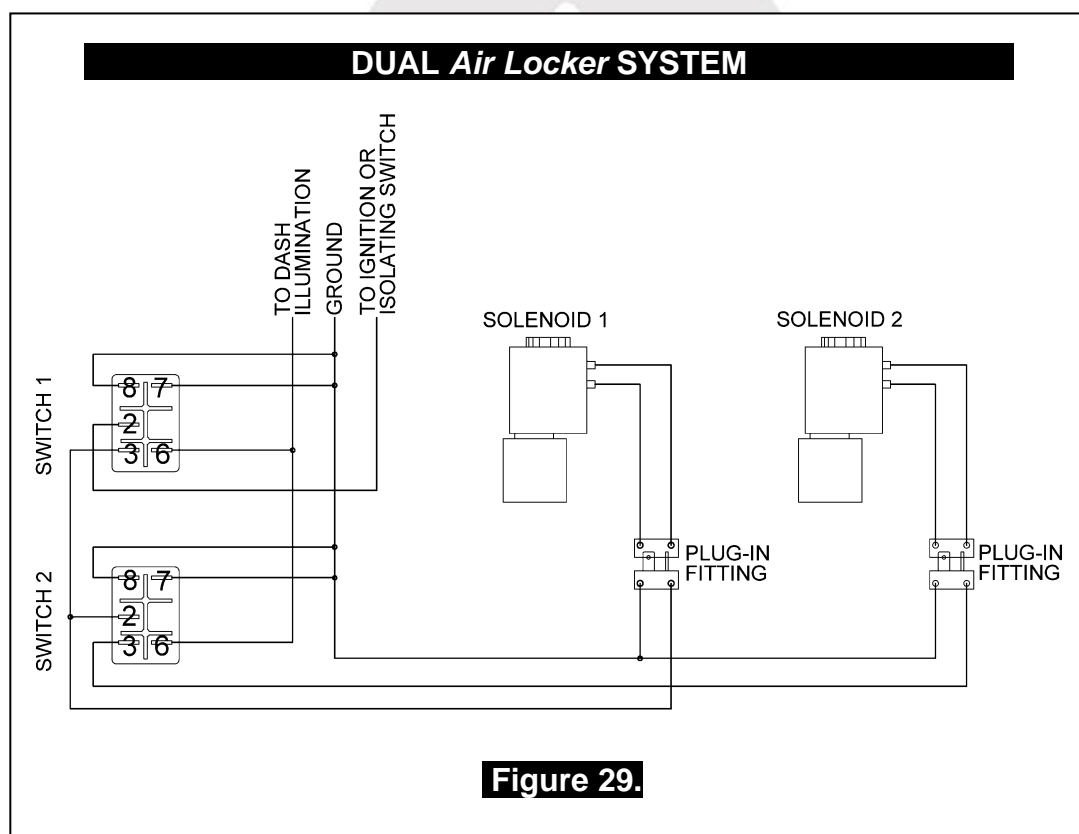 DUAL Air Locker SYSTEM
TO DASH
ILLUMINATION
GROUND
TO IGNITION OR
ISOLATING SWITCH
SOLENOID 1
SOLENOID 2
SWITCH 1
8 7
2
3 6
SWITCH 2
8 7
2
3 6
PLUG-IN
FITTING
PLUG-IN
FITTING
Figure 29.